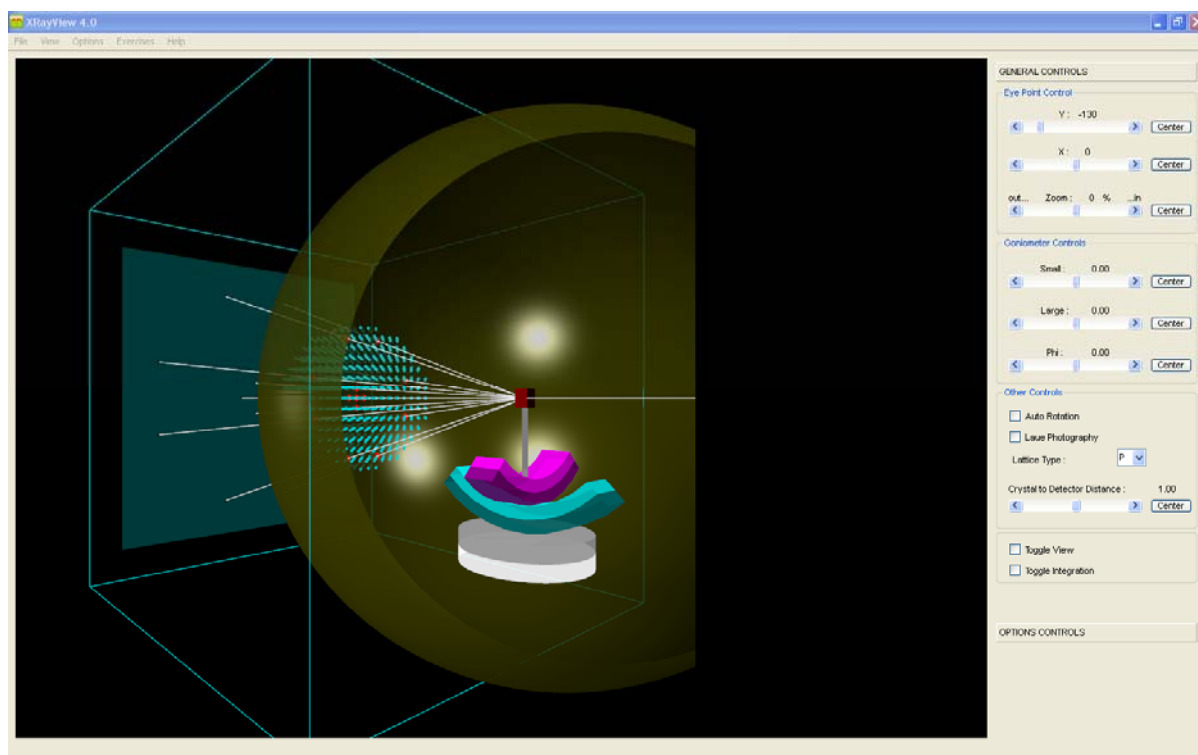 XRayView 4.0
File View Options Exercises Help
GENERAL CONTROLS
Eye Point Control
Y : -130
Center
X : 0
Center
out... Zoom : 0 % ...in
Center
Goniometer Controls
Small : 0.00
Center
Large : 0.00
Center
Phi : 0.00
Center
Other Controls
Auto Rotation
Laue Photography
Lattice Type : P
Crystal to Detector Distance : 1.00
Center
Toggle View
Toggle Integration
OPTIONS CONTROLS